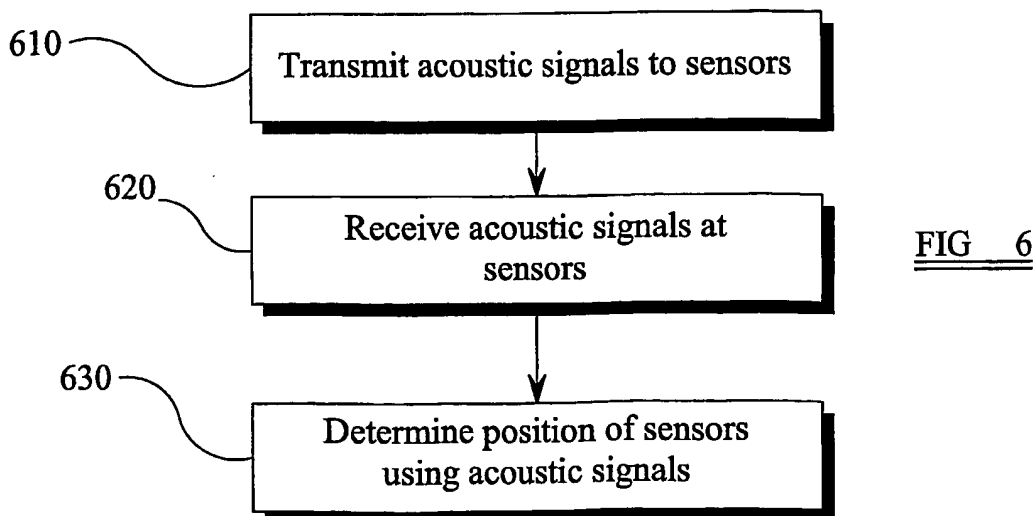 610
Transmit acoustic signals to sensors
620
Receive acoustic signals at
sensors
FIG 6
630
Determine position of sensors
using acoustic signals